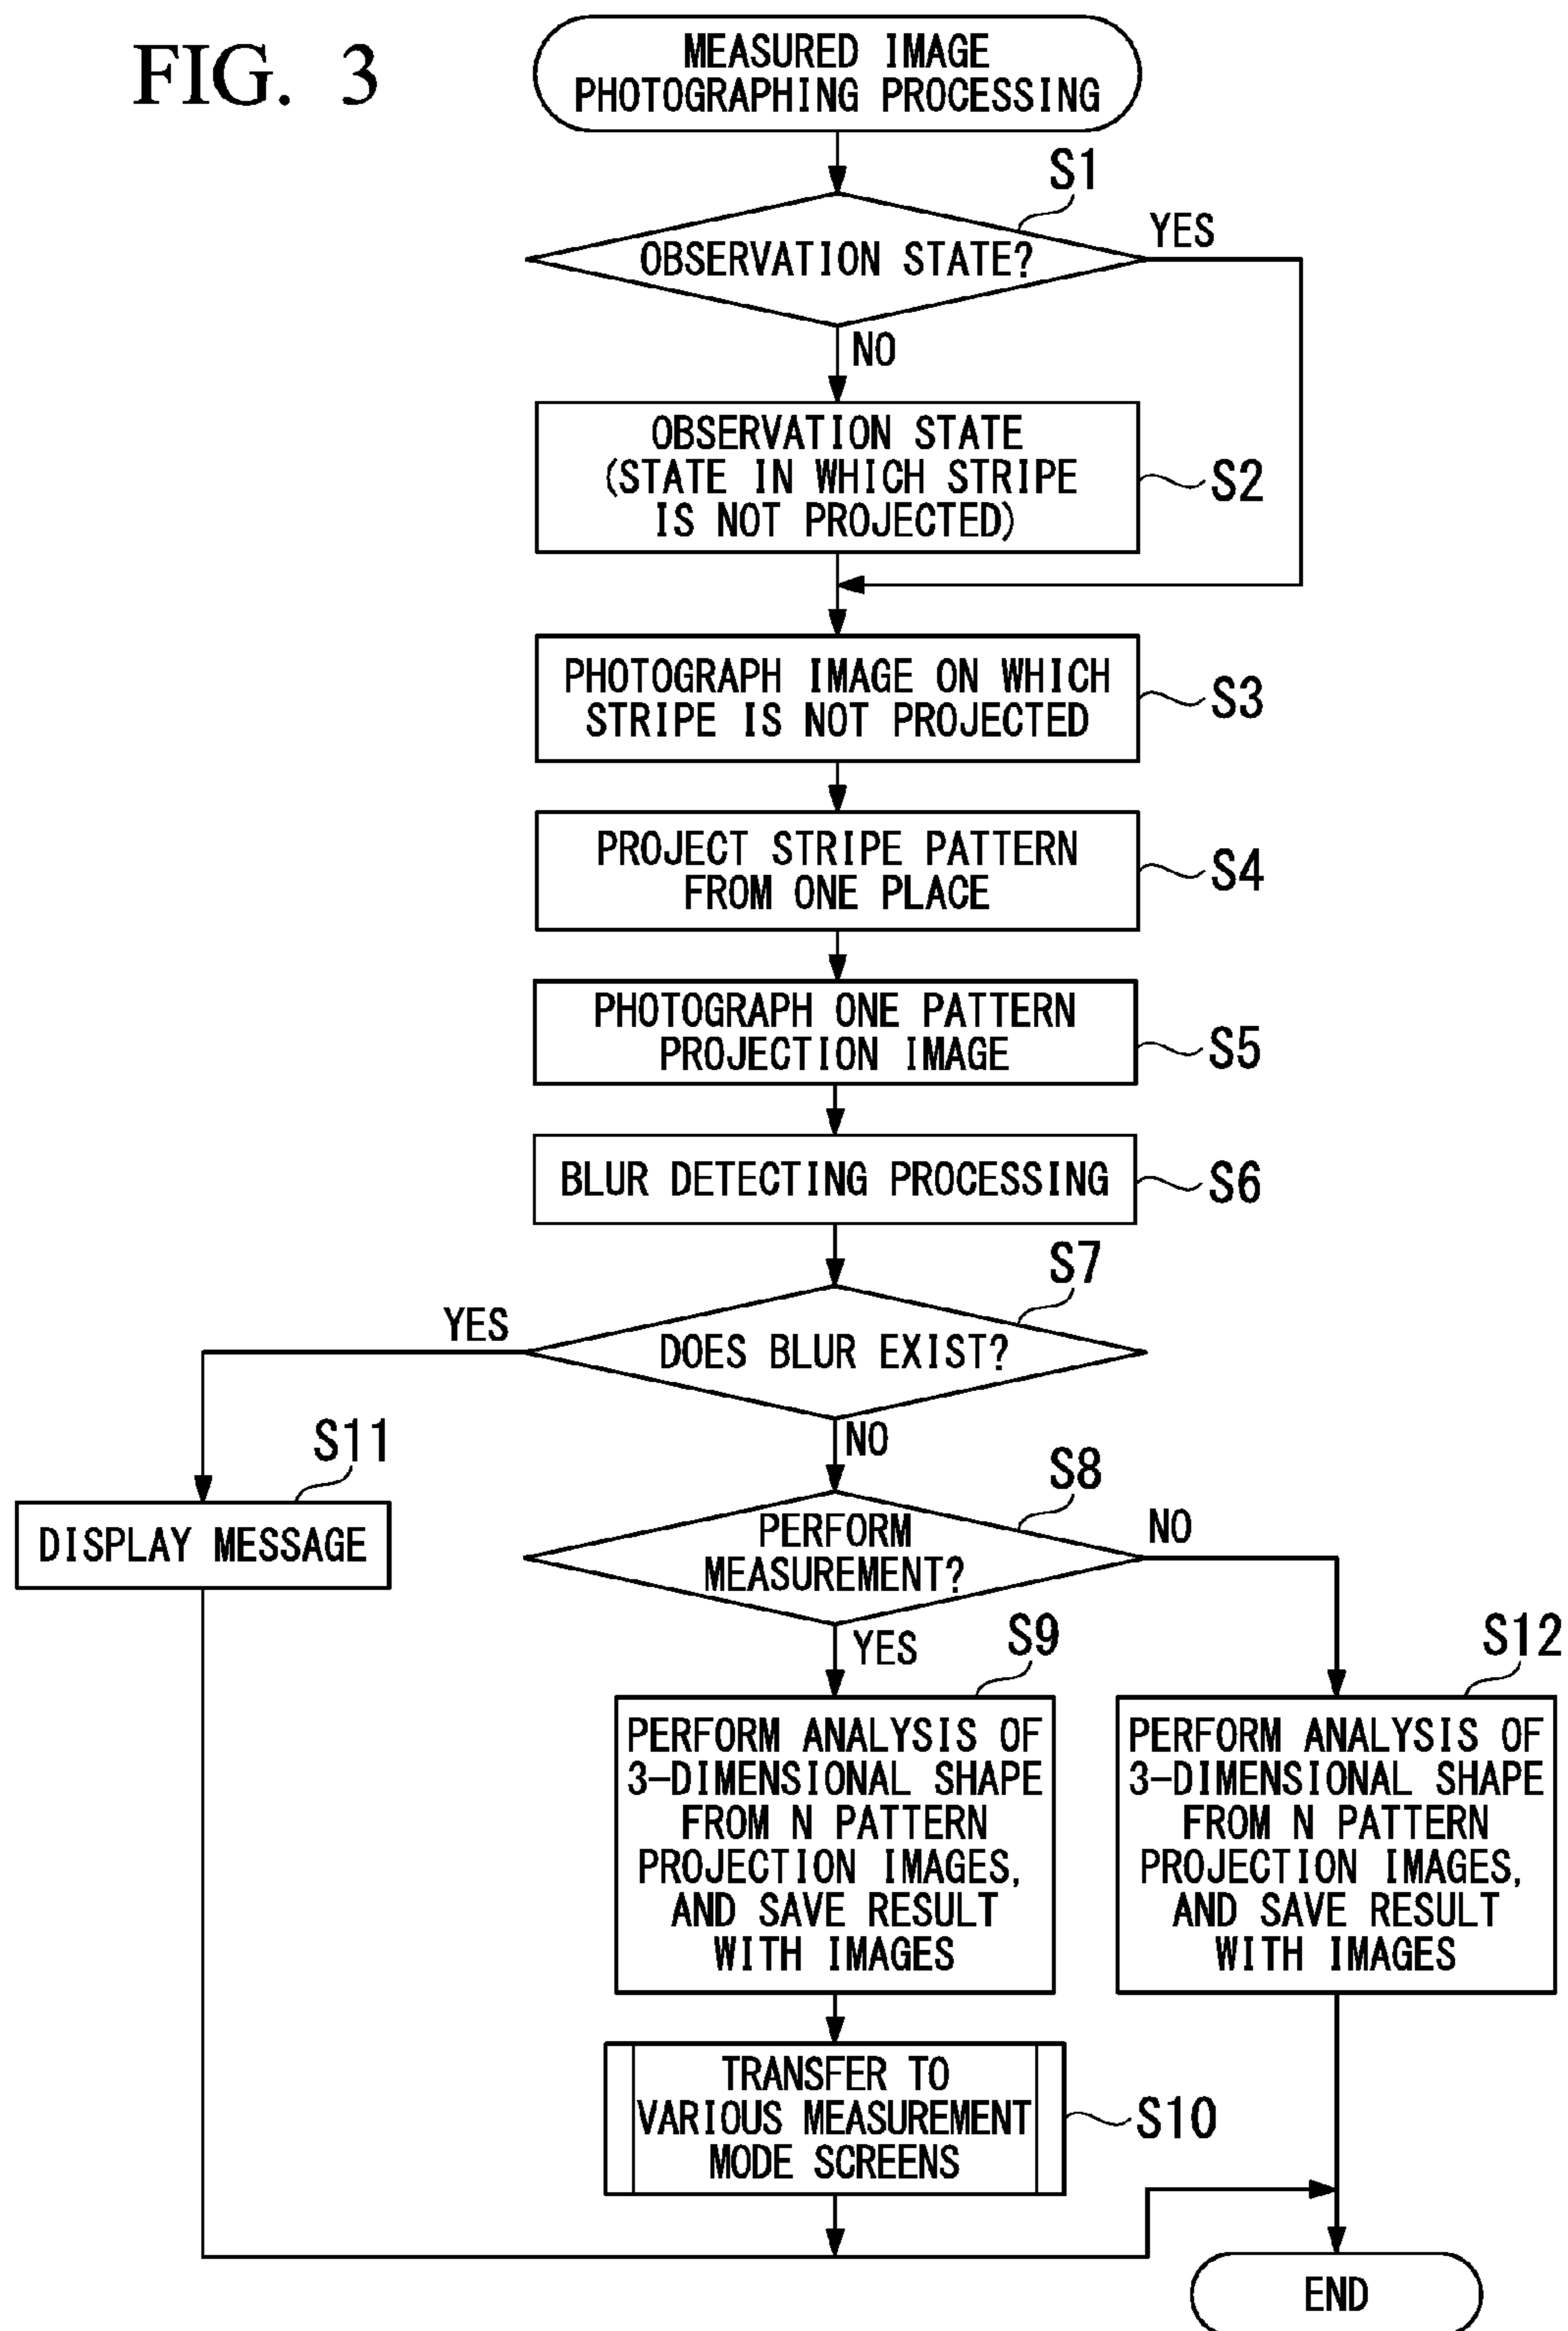 FIG. 3
MEASURED IMAGE
PHOTOGRAPHING PROCESSING
S1
OBSERVATION STATE?
YES
NO
OBSERVATION STATE
(STATE IN WHICH STRIPE
IS NOT PROJECTED)
S2
PHOTOGRAPH IMAGE ON WHICH
STRIPE IS NOT PROJECTED
S3
PROJECT STRIPE PATTERN
FROM ONE PLACE
S4
PHOTOGRAPH ONE PATTERN
PROJECTION IMAGE
S5
BLUR DETECTING PROCESSING
S6
S7
DOES BLUR EXIST?
YES
NO
S11
DISPLAY MESSAGE
S8
PERFORM
MEASUREMENT?
NO
YES
S9
PERFORM ANALYSIS OF
3-DIMENSIONAL SHAPE
FROM N PATTERN
PROJECTION IMAGES,
AND SAVE RESULT
WITH IMAGES
S12
PERFORM ANALYSIS OF
3-DIMENSIONAL SHAPE
FROM N PATTERN
PROJECTION IMAGES,
AND SAVE RESULT
WITH IMAGES
TRANSFER TO
VARIOUS MEASUREMENT
MODE SCREENS
S10
END